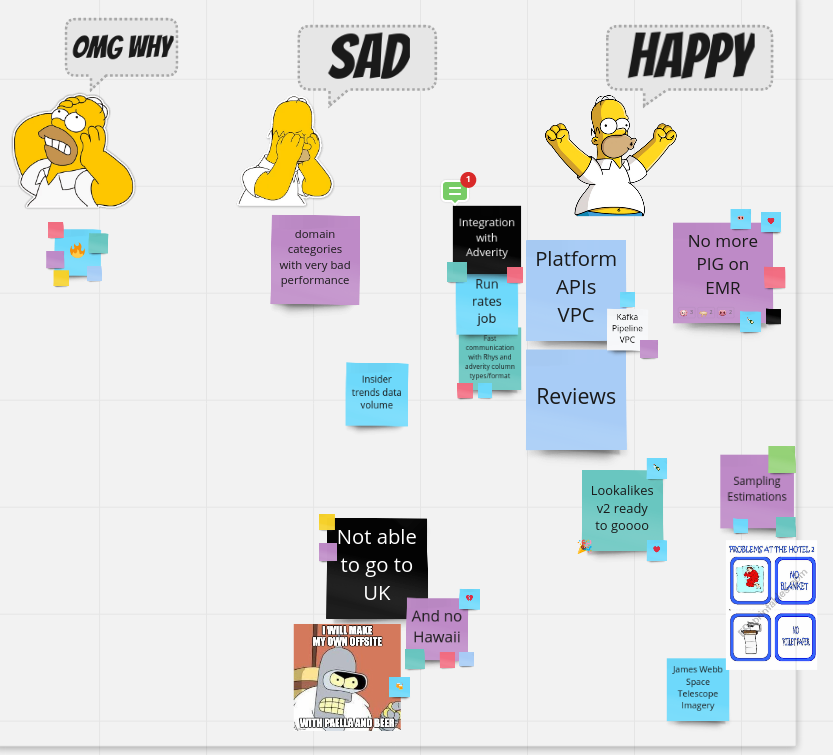 OMG WHY
SAD
HAPPY
1
domain
categories
with very bad
performance
Insider
trends data
volume
Integration
with
Adverity
Run
rates
job
Fast
communication
with Rhys and
adverity column
types/format
Platform
APIs
VPC
Kafka
Pipeline
VPC
Reviews
No more
PIG on
EMR
Lookalikes
v2 ready
to goooo
Sampling
Estimations
Not able
to go to
UK
And no
Hawaii
I WILL MAKE
MY OWN OFFSITE
WITH PAELLA AND BEER
PROBLEMS AT THE HOTEL 2
NO
BLANKET
NO
TOILET PAPER
James Webb
Space
Telescope
Imagery